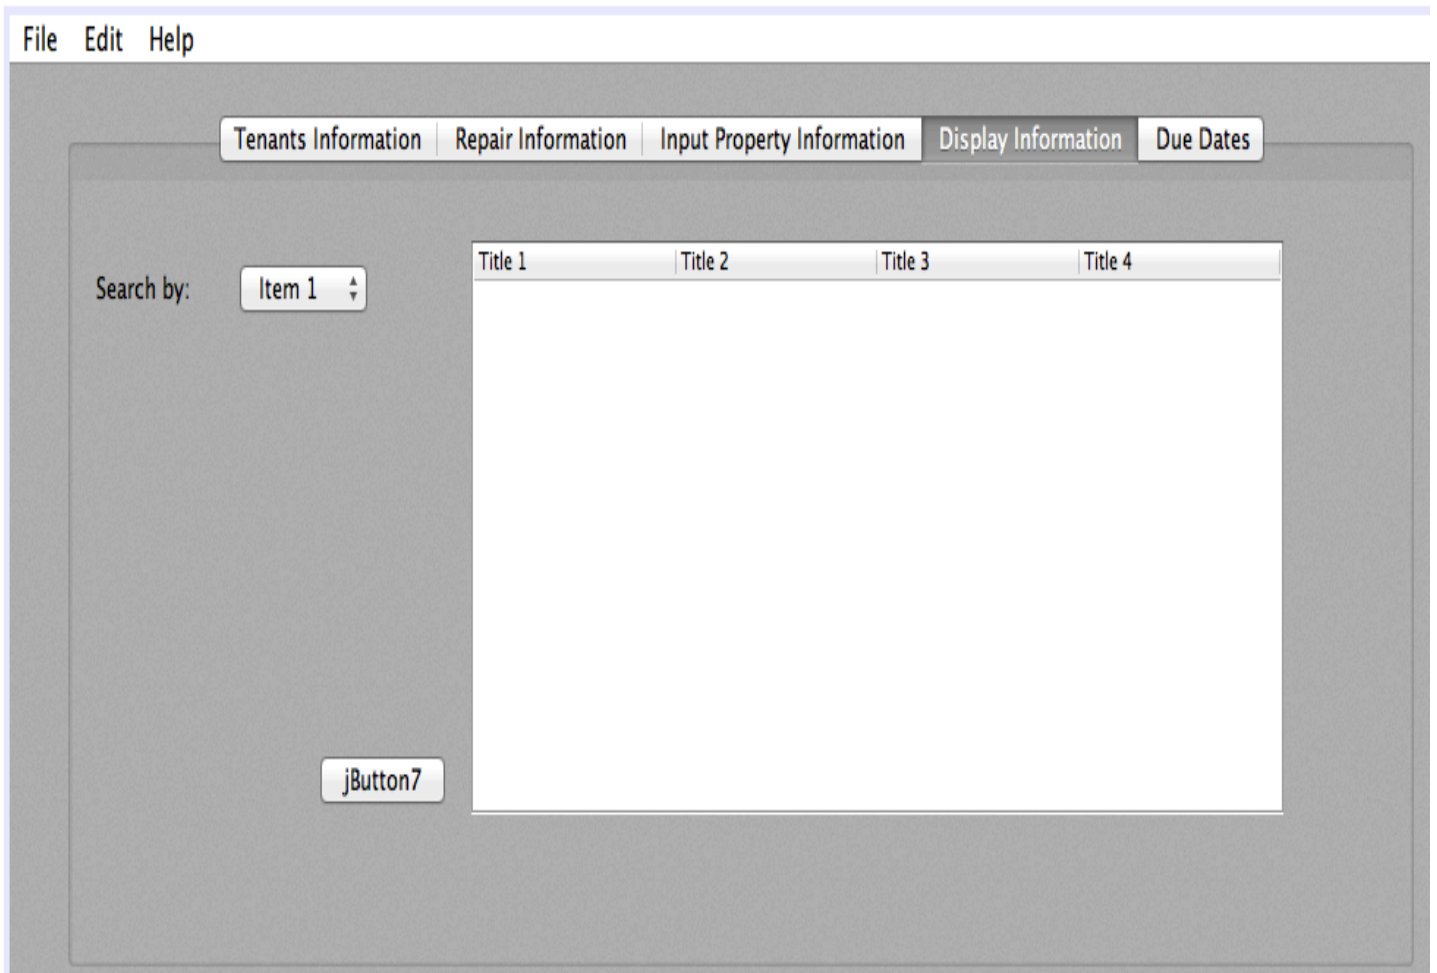 File Edit Help
Tenants Information Repair Information Input Property Information Display Information Due Dates
Title 1 Title 2 Title 3 Title 4
Search by: Item 1
jButton7